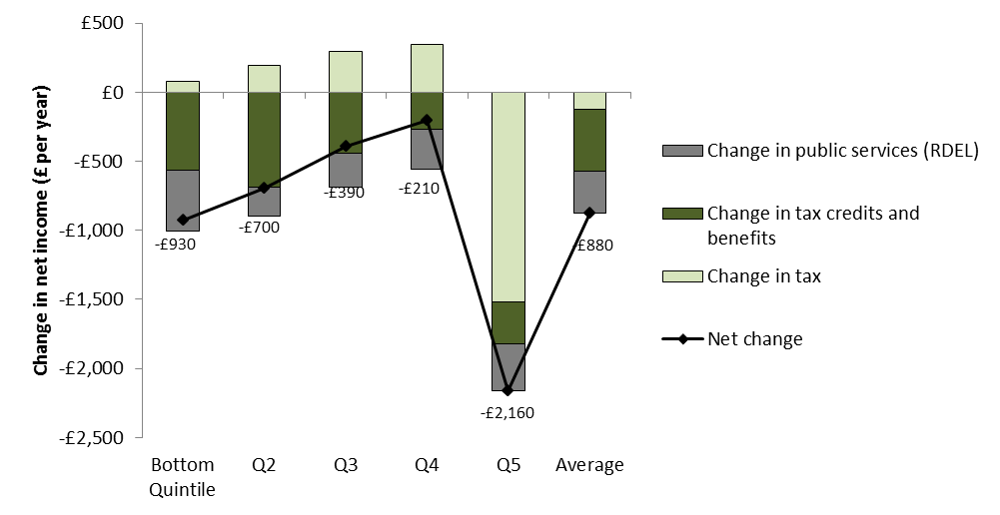 £500
£0
-£500
-£1,000
-£1,500
-£2,000
-£2,500
Change in net income (£ per year)
-£930
-£700
-£390
-£210
-£2,160
-£880
Bottom
Quintile
Q2
Q3
Q4
Q5
Average
Change in public services (RDEL)
Change in tax credits and
benefits
Change in tax
Net change